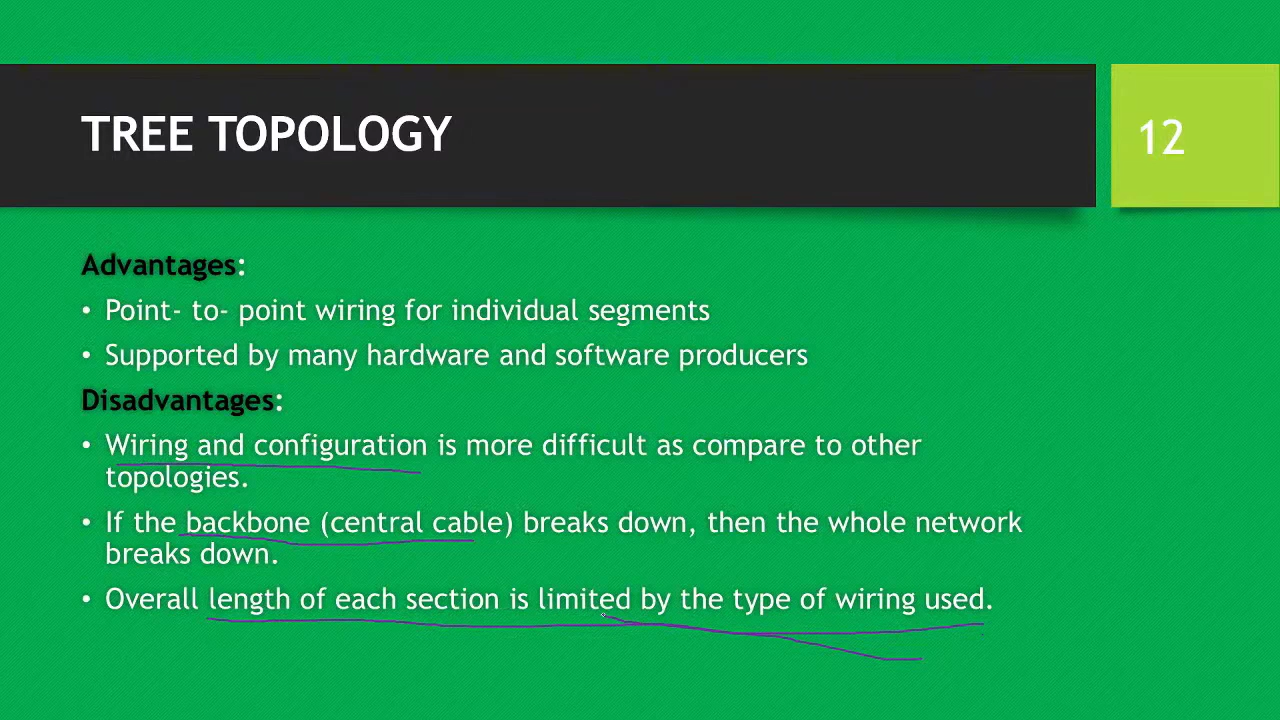 TREE TOPOLOGY
12
Advantages:
• Point- to- point wiring for individual segments
• Supported by many hardware and software producers
Disadvantages:
• Wiring and configuration is more difficult as compare to other
topologies.
• If the backbone (central cable) breaks down, then the whole network
breaks down.
• Overall length of each section is limited by the type of wiring used.